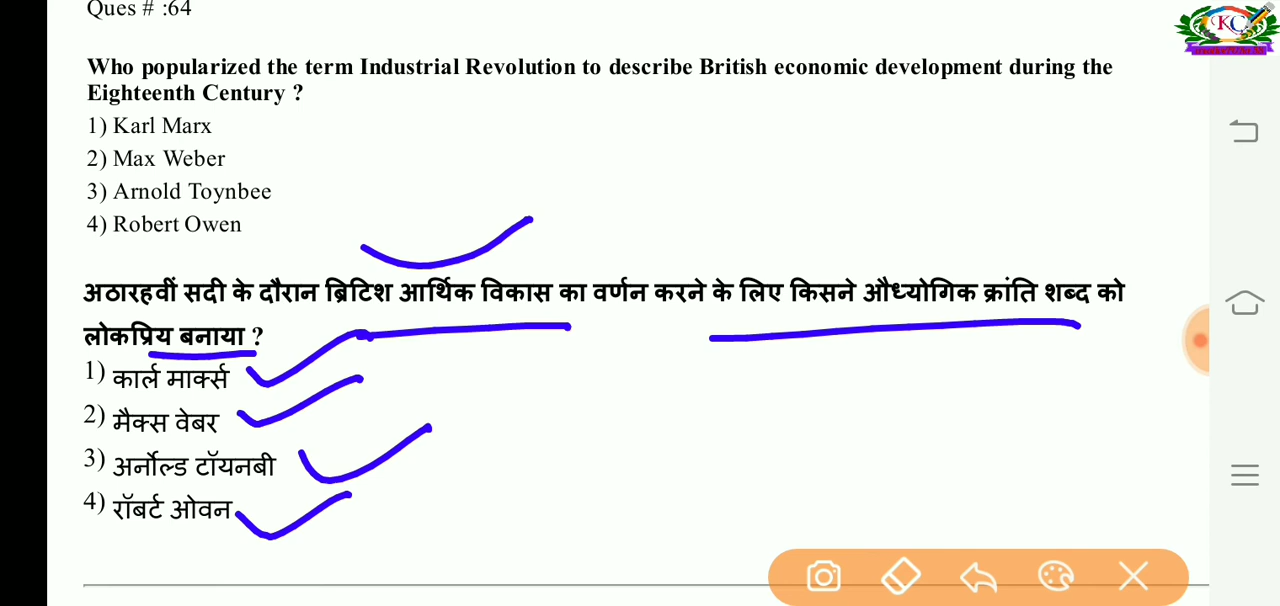 Ques # :64
KC
Who popularized the term Industrial Revolution to describe British economic development during the
Eighteenth Century ?
1) Karl Marx
2) Max Weber
3) Arnold Toynbee
4) Robert Owen
अठारहवीं सदी के दौरान ब्रिटिश आर्थिक विकास का वर्णन करने के लिए किसने औध्योगिक क्रांति शब्द को
लोकप्रिय बनाया ?
1) कार्ल मार्क्स
2) मैक्स वेबर
3) अर्नोल्ड टॉयनबी
4) रॉबर्ट ओवन